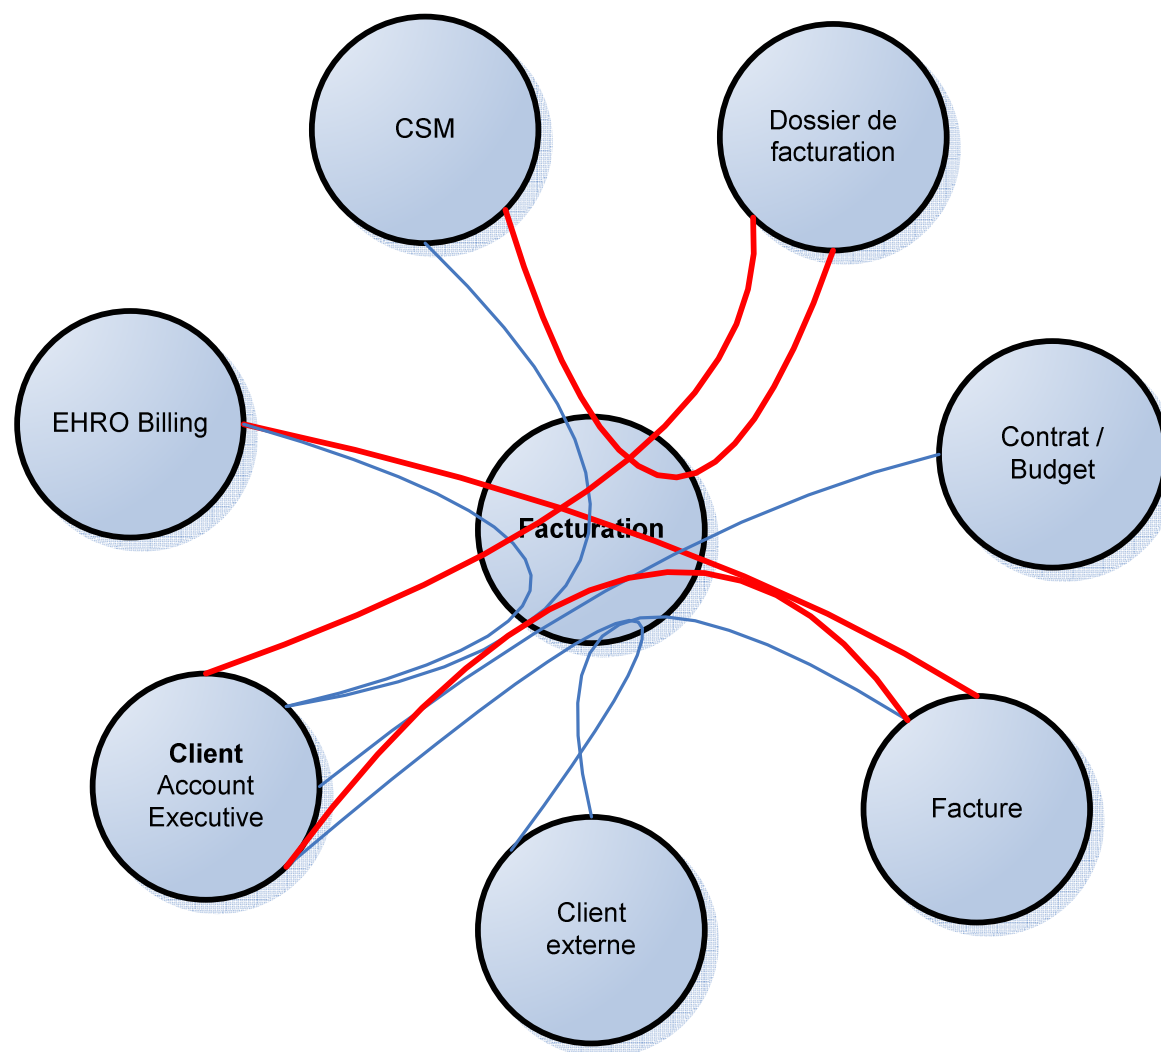 CSM
Dossier de
facturation
EHRO Billing
Contrat /
Budget
Facturation
Client
Account
Executive
Facture
Client
externe